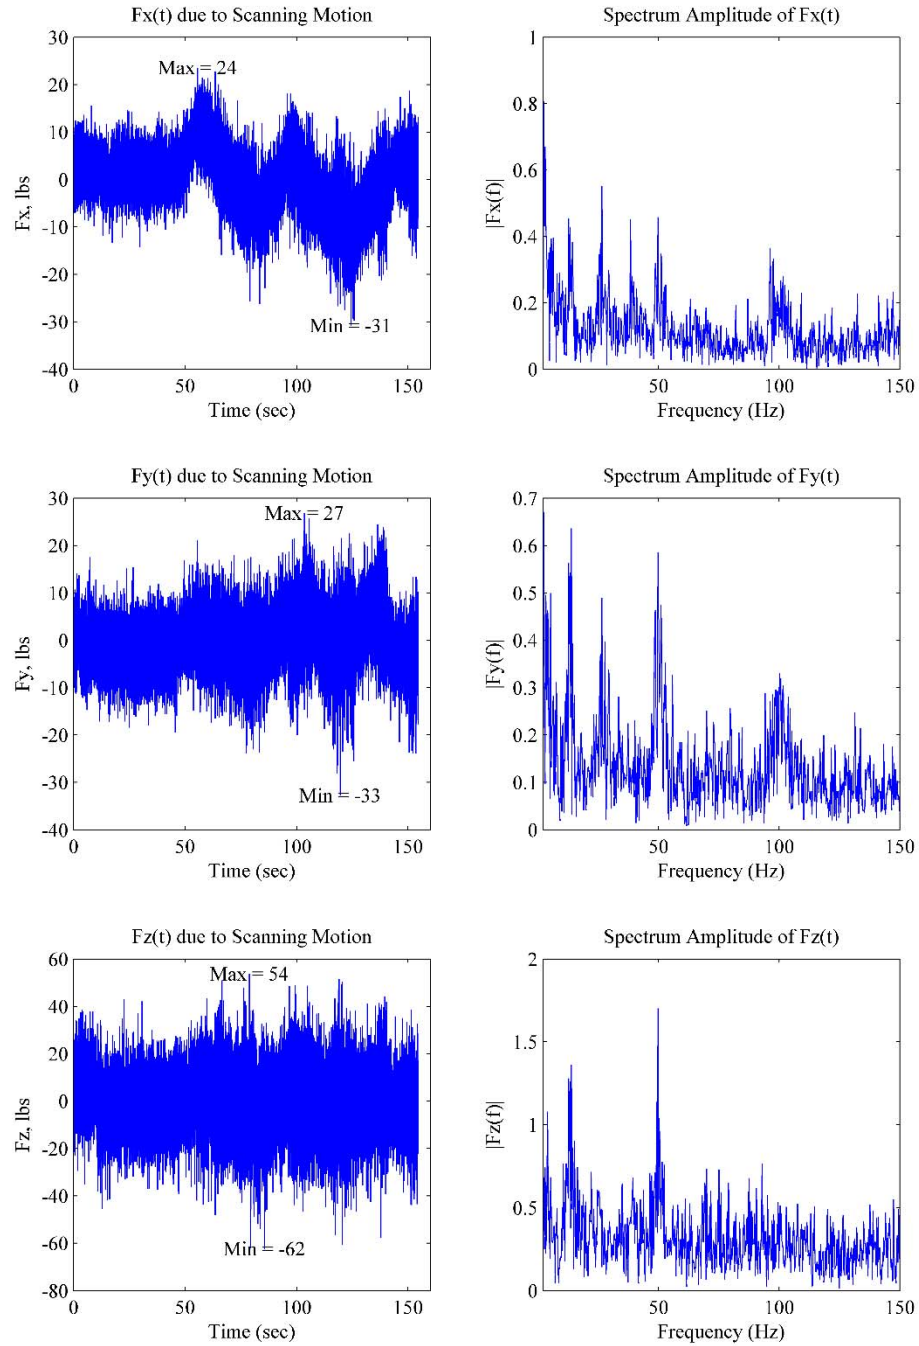 Fx(t) due to Scanning Motion
30
20
10
0
-10
-20
-30
-40
Fx, lbs
Max = 24
Min = -31
0 50 100 150
Time (sec)
Spectrum Amplitude of Fx(t)
1
0.8
0.6
0.4
0.2
0
|Fx(f)|
50 100 150
Frequency (Hz)
Fy(t) due to Scanning Motion
30
20
10
0
-10
-20
-30
-40
Fy, lbs
Max = 27
Min = -33
0 50 100 150
Time (sec)
Spectrum Amplitude of Fy(t)
0.7
0.6
0.5
0.4
0.3
0.2
0.1
0
|Fy(f)|
50 100 150
Frequency (Hz)
Fz(t) due to Scanning Motion
60
40
20
0
-20
-40
-60
-80
Fz, lbs
Max = 54
Min = -62
0 50 100 150
Time (sec)
Spectrum Amplitude of Fz(t)
2
1.5
1
0.5
0
|Fz(f)|
50 100 150
Frequency (Hz)